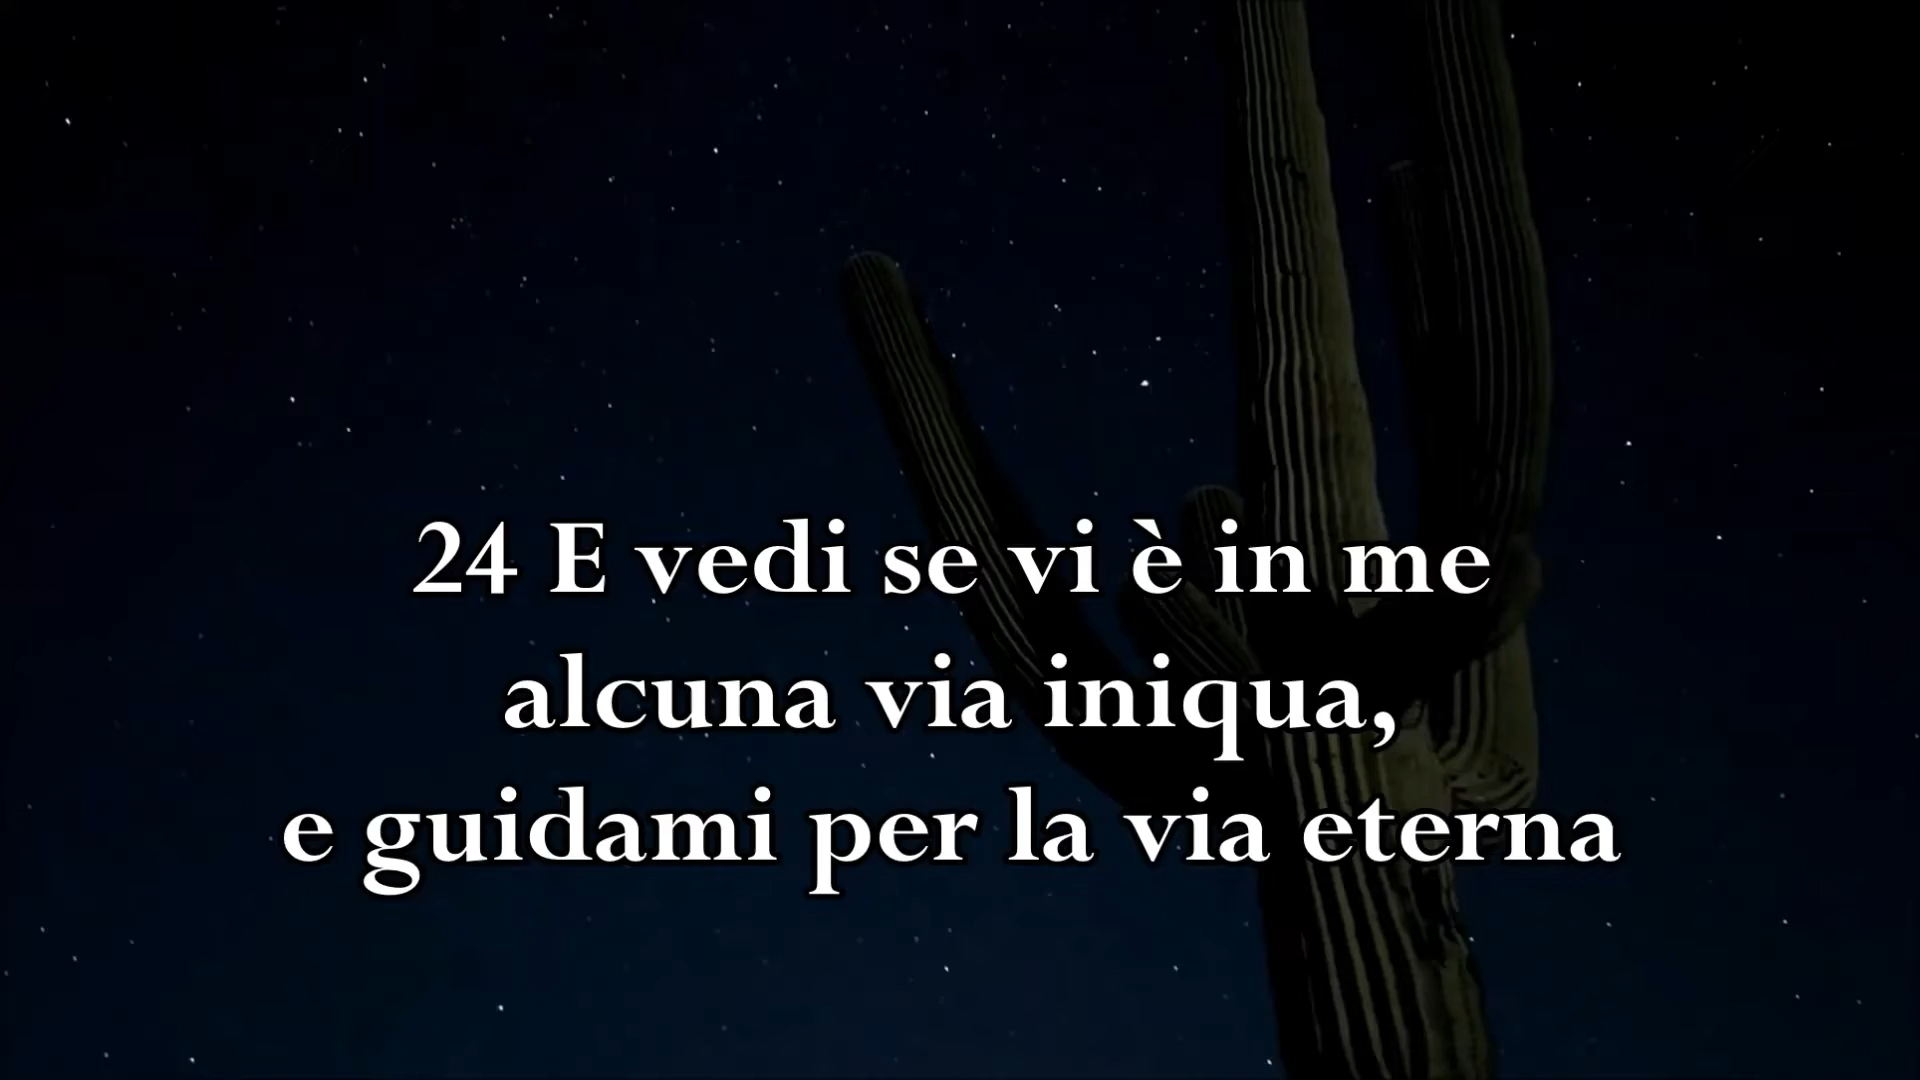 24 E vedi se vi è in me
alcuna via iniqua,
e guidami per la via eterna